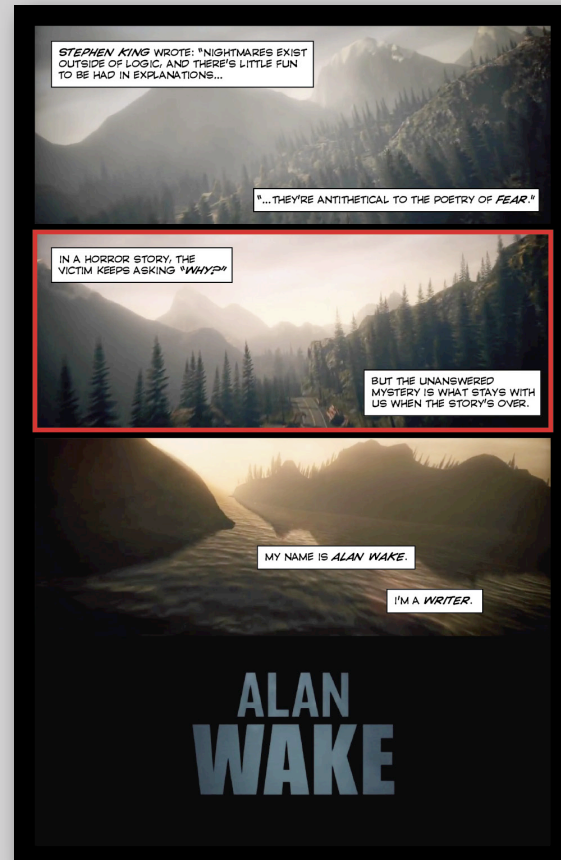 STEPHEN KING WROTE: "NIGHTMARES EXIST
OUTSIDE OF LOGIC, AND THERE'S LITTLE FUN
TO BE HAD IN EXPLANATIONS...
"...THEY'RE ANTITHETICAL TO THE POETRY OF FEAR."
IN A HORROR STORY, THE
VICTIM KEEPS ASKING "WHY?"
BUT THE UNANSWERED
MYSTERY IS WHAT STAYS WITH
US WHEN THE STORY'S OVER.
MY NAME IS ALAN WAKE.
I'M A WRITER.
ALAN
WAKE